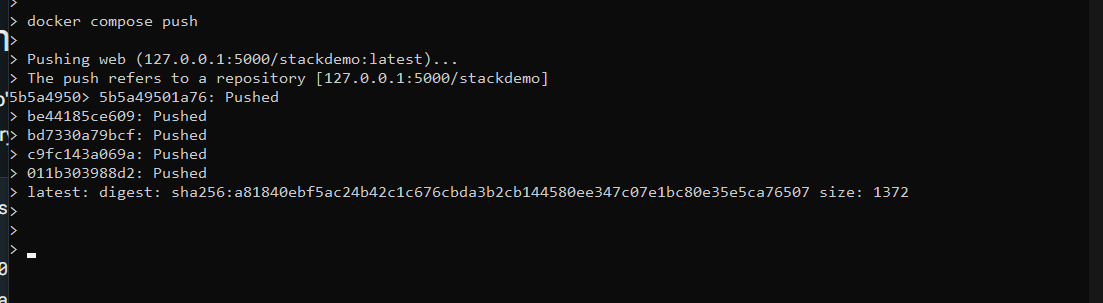 >
> docker compose push
>
> Pushing web (127.0.0.1:5000/stackdemo:latest)...
> The push refers to a repository [127.0.0.1:5000/stackdemo]
5b5a4950> 5b5a49501a76: Pushed
> be44185ce609: Pushed
> bd7330a79bcf: Pushed
> c9fc143a069a: Pushed
> 011b303988d2: Pushed
> latest: digest: sha256:a81840ebf5ac24b42c1c676cbda3b2cb144580ee347c07e1bc80e35e5ca76507 size: 1372
>
>
>